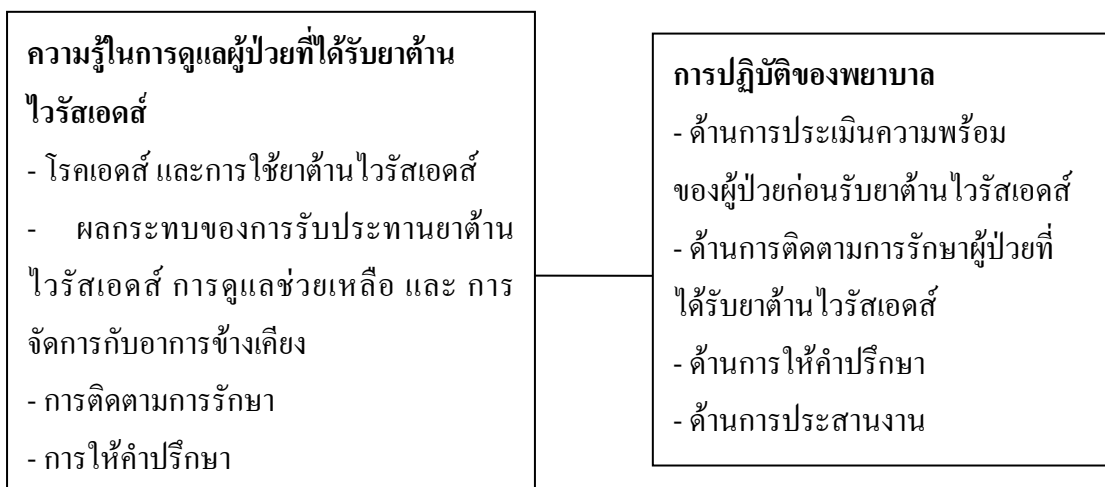 ความรู้ในการดูแลผู้ป่วยที่ได้รับยาต้าน
ไวรัสเอดส์
- โรคเอดส์ และการใช้ยาต้านไวรัสเอดส์
- ผลกระทบของการรับประทานยาต้าน
ไวรัสเอดส์ การดูแลช่วยเหลือ และ การ
จัดการกับอาการข้างเคียง
- การติดตามการรักษา
- การให้คำปรึกษา
การปฏิบัติของพยาบาล
- ด้านการประเมินความพร้อม
ของผู้ป่วยก่อนรับยาต้านไวรัสเอดส์
- ด้านการติดตามการรักษาผู้ป่วยที่
ได้รับยาต้านไวรัสเอดส์
- ด้านการให้คำปรึกษา
- ด้านการประสานงาน